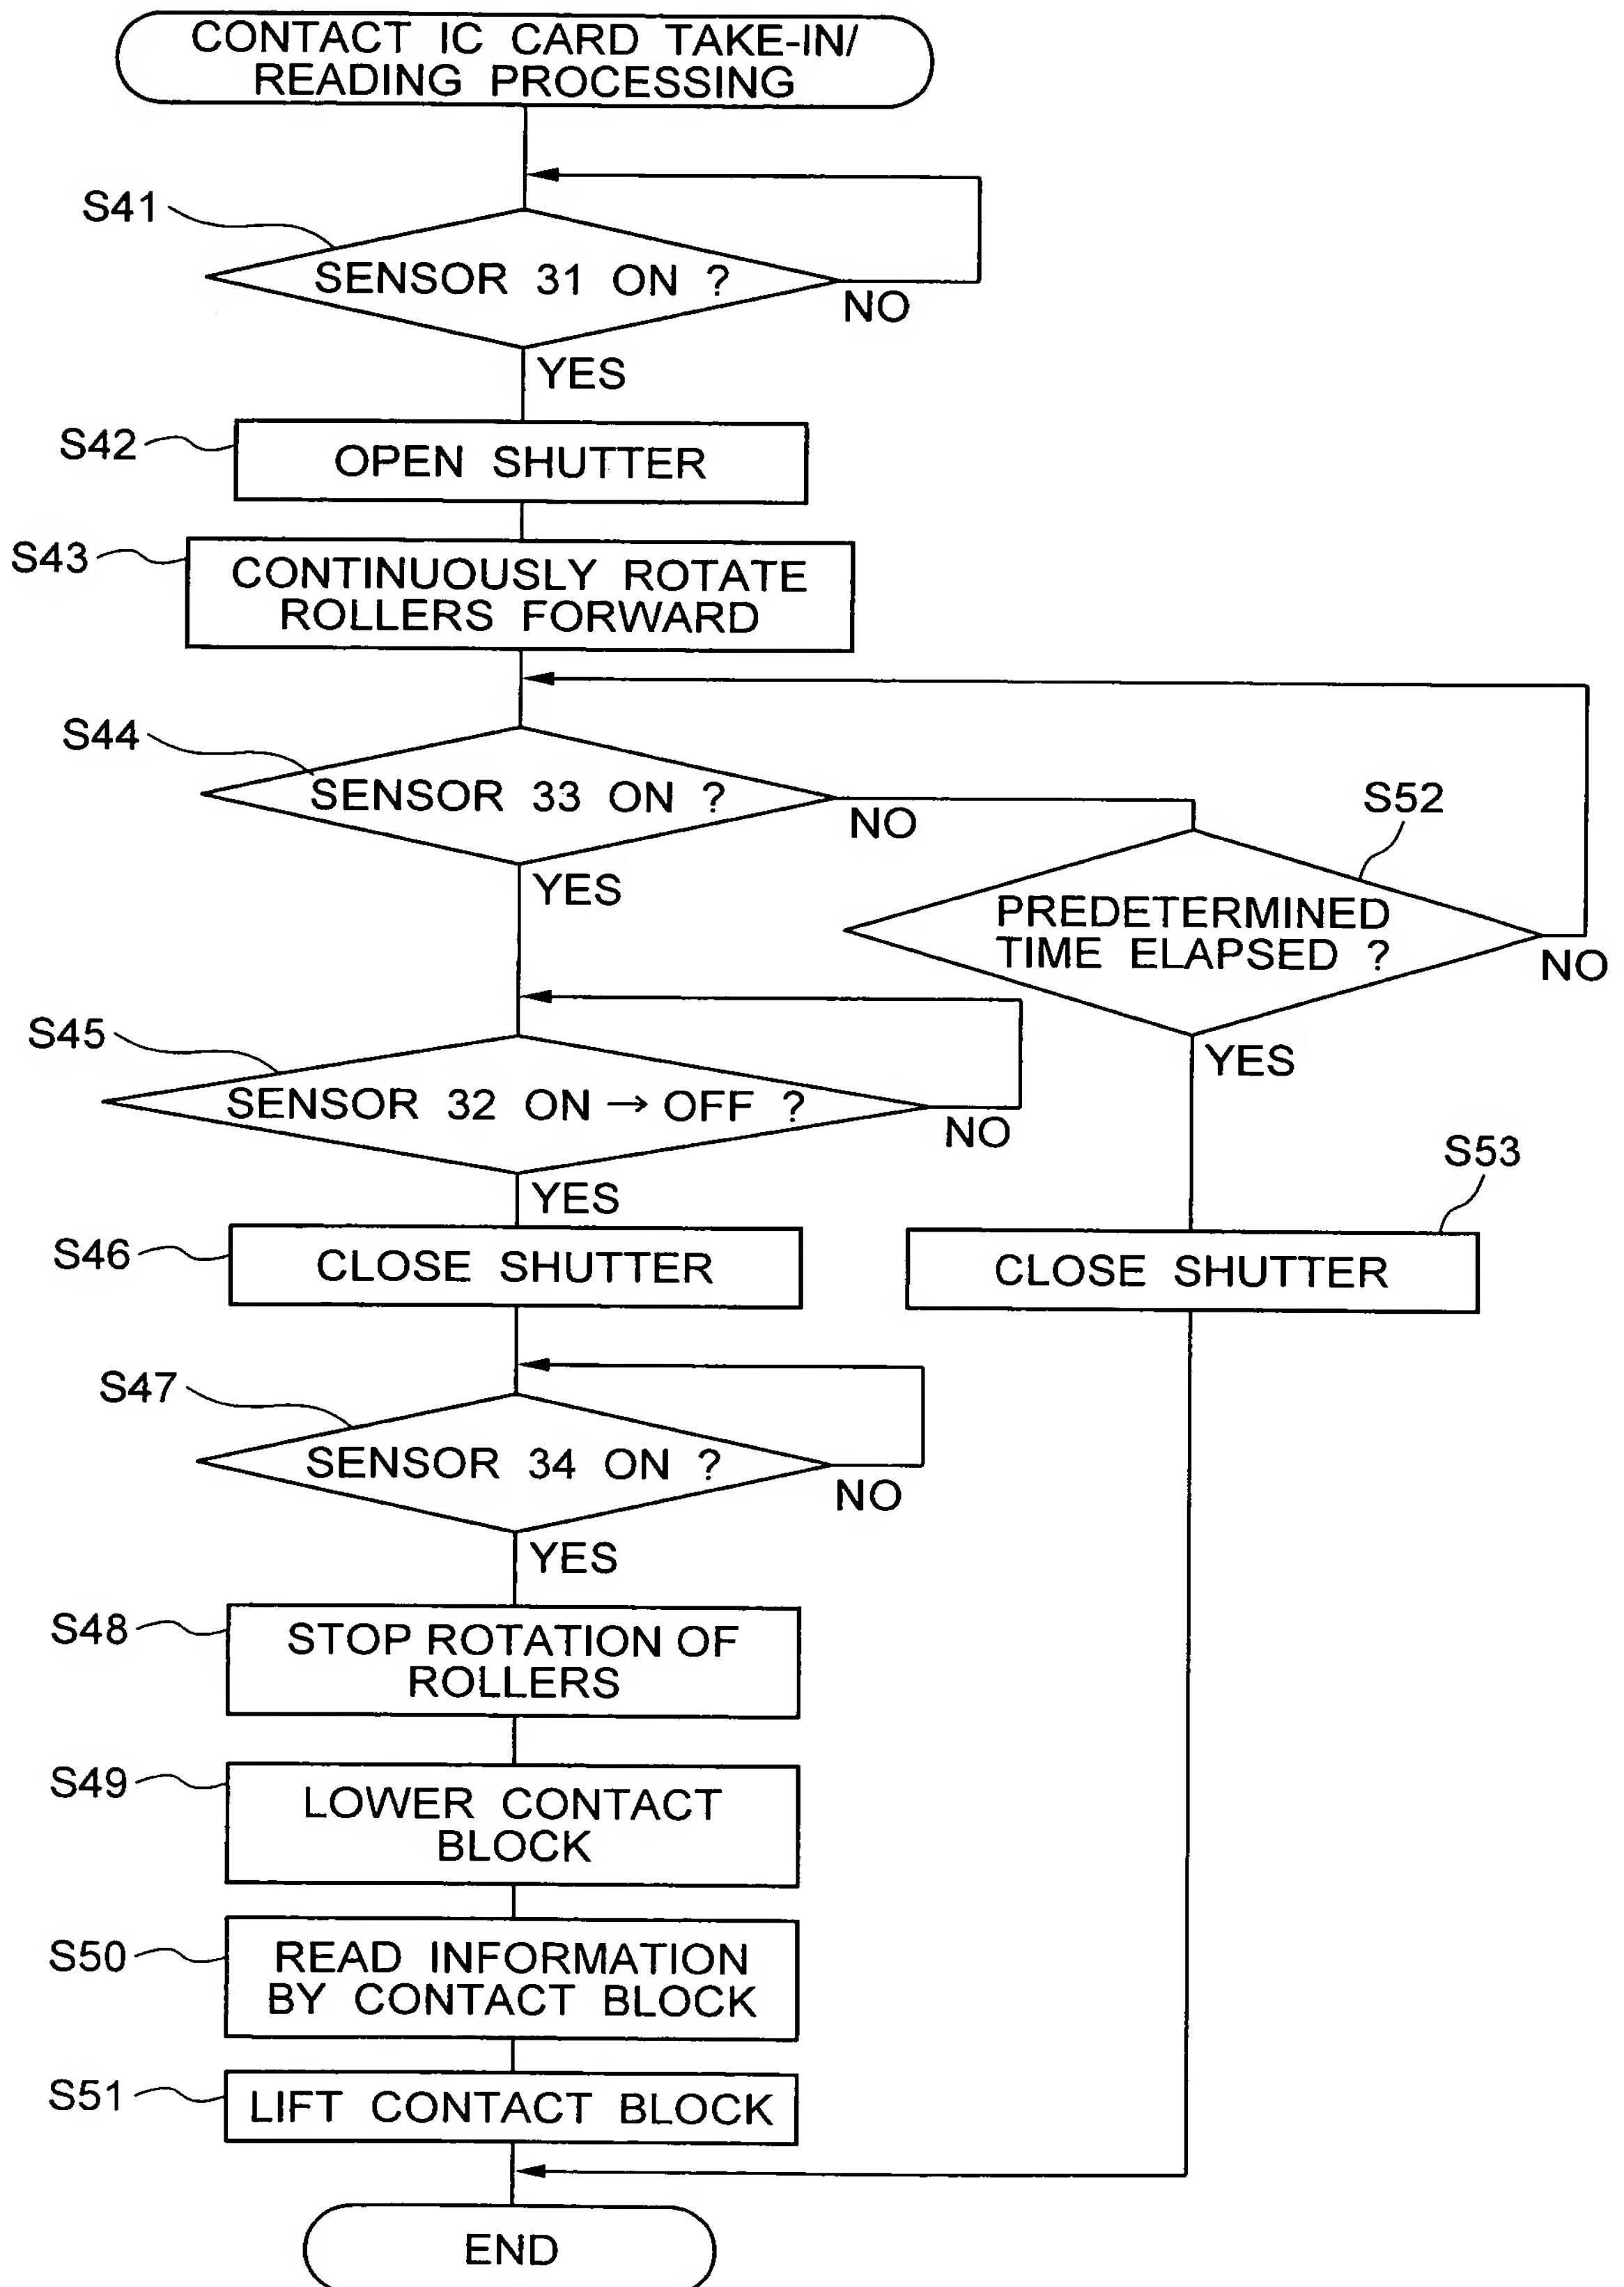 CONTACT IC CARD TAKE-IN/
READING PROCESSING
S41
SENSOR 31 ON ?
NO
YES
S42
OPEN SHUTTER
S43
CONTINUOUSLY ROTATE
ROLLERS FORWARD
S44
SENSOR 33 ON ?
NO
YES
S52
PREDETERMINED
TIME ELAPSED ?
NO
YES
S45
SENSOR 32 ON → OFF ?
NO
YES
S46
CLOSE SHUTTER
S53
CLOSE SHUTTER
S47
SENSOR 34 ON ?
NO
YES
S48
STOP ROTATION OF
ROLLERS
S49
LOWER CONTACT
BLOCK
S50
READ INFORMATION
BY CONTACT BLOCK
S51
LIFT CONTACT BLOCK
END